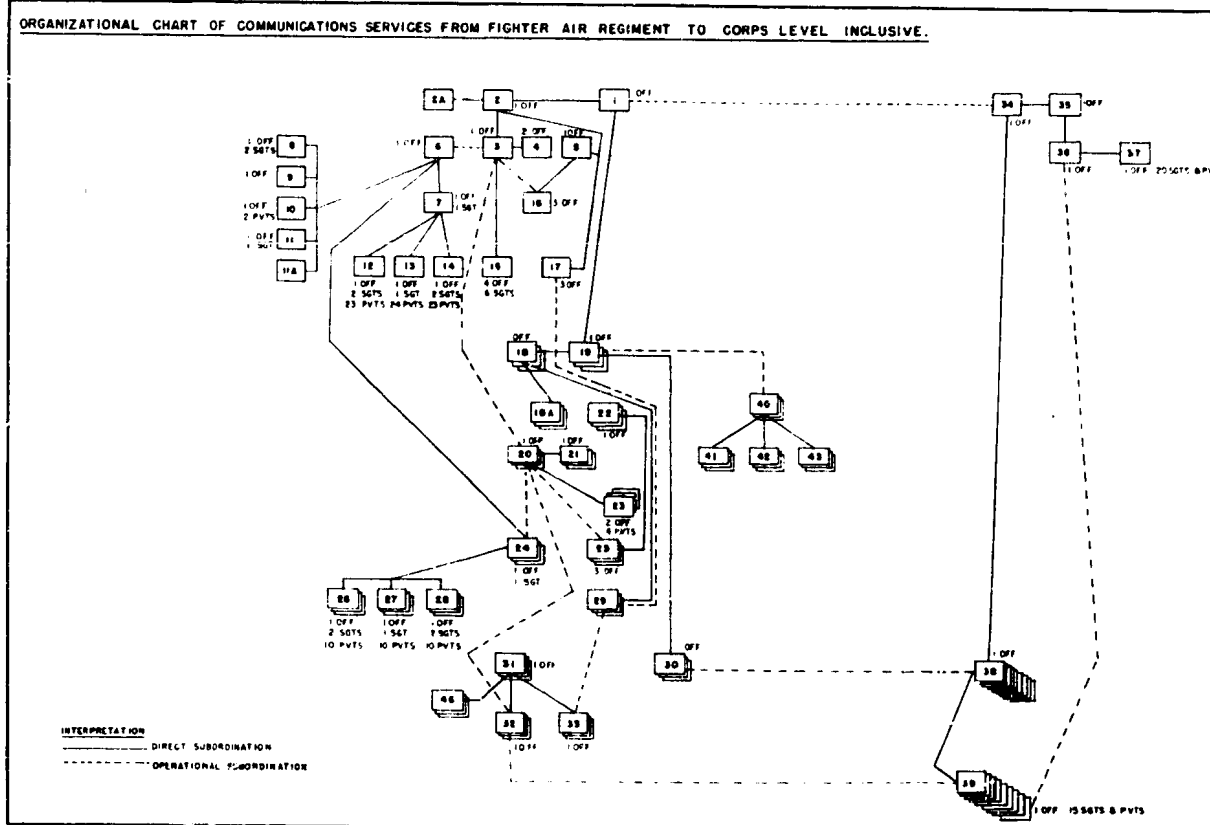 ORGANIZATIONAL CHART OF COMMUNICATIONS SERVICES FROM FIGHTER AIR REGIMENT TO CORPS LEVEL INCLUSIVE.
2A
2
1 OFF
1
OFF
34
1 OFF
35
OFF
8
1 OFF
2 SGTS
6
1 OFF
3
1 OFF
4
2 OFF
5
1 OFF
36
1 OFF
37
1 OFF 20 SGTS & PV
9
1 OFF
10
1 OFF
2 PVTS
7
1 OFF
1 SGT
16
3 OFF
11
1 OFF
1 SGT
11A
12
1 OFF
2 SGTS
23 PVTS
13
1 OFF
1 SGT
24 PVTS
14
1 OFF
2 SGTS
23 PVTS
15
4 OFF
6 SGTS
17
3 OFF
18
OFF
19
1 OFF
18A
22
1 OFF
40
20
1 OFF
21
1 OFF
41
42
43
23
2 OFF
4 PVTS
24
1 OFF
1 SGT
25
3 OFF
26
1 OFF
2 SGTS
10 PVTS
27
1 OFF
1 SGT
10 PVTS
28
1 OFF
2 SGTS
10 PVTS
29
31
1 OFF
30
OFF
38
1 OFF
32
1 OFF
33
1 OFF
39
1 OFF 15 SGTS & PVTS
INTERPRETATION
DIRECT SUBORDINATION
OPERATIONAL SUBORDINATION